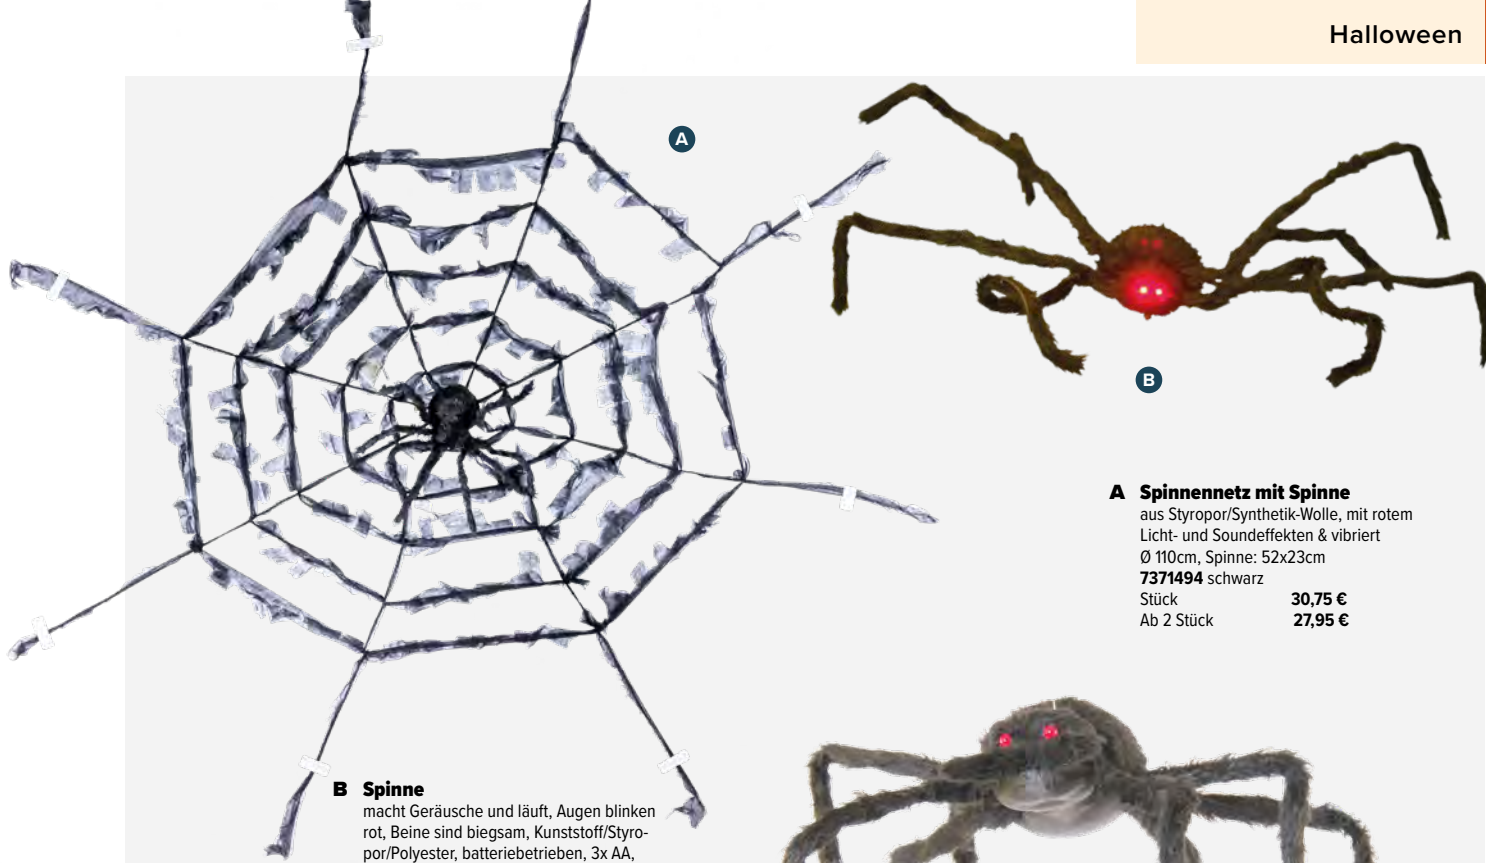 Halloween
A
B
A Spinnennetz mit Spinne
aus Styropor/Synthetik-Wolle, mit rotem
Licht- und Soundeffekten & vibriert
Ø 110cm, Spinne: 52x23cm
7371494 schwarz
Stück 30,75 €
Ab 2 Stück 27,95 €
B Spinne
macht Geräusche und läuft, Augen blinken
rot, Beine sind biegsam, Kunststoff/Styro-
por/Polyester, batteriebetrieben, 3x AA,